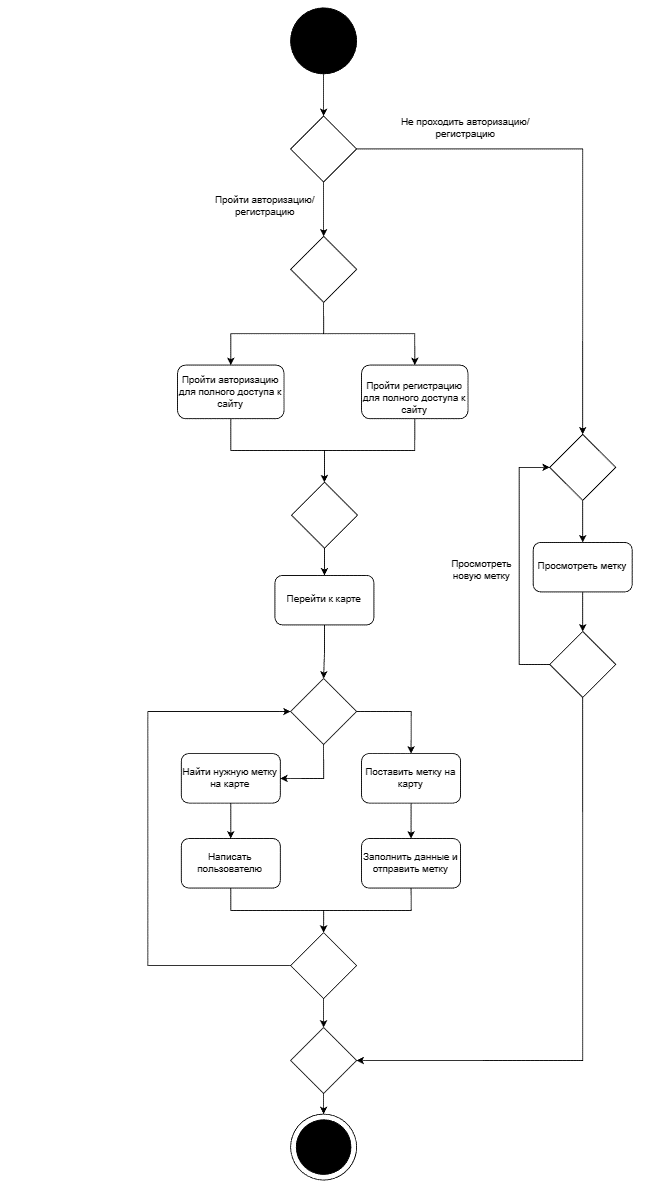 Не проходить авторизацию/
регистрацию
Пройти авторизацию/
регистрацию
Пройти авторизацию
для полного доступа к
сайту
Пройти регистрацию
для полного доступа к
сайту
Просмотреть
новую метку
Просмотреть метку
Перейти к карте
Найти нужную метку
на карте
Поставить метку на
карту
Написать
пользователю
Заполнить данные и
отправить метку